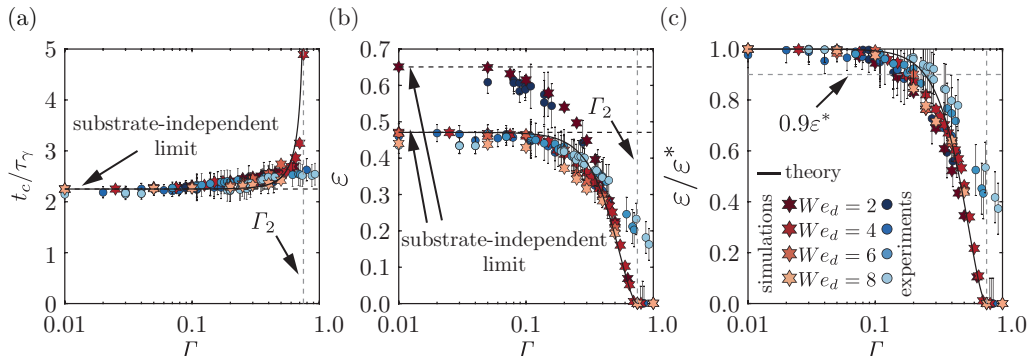 (a)
5
4
3
2
1
0
t_c/τ_γ
substrate-independent
limit
Γ_2
0.01
0.1
1.0
Γ
(b)
0.7
0.6
0.5
0.4
0.3
0.2
0.1
0.0
ε
Γ_2
substrate-independent
limit
0.01
0.1
1.0
Γ
(c)
1.0
0.8
0.6
0.4
0.2
0.0
ε/ε*
0.9ε*
theory
simulations
We_d = 2
We_d = 4
We_d = 6
We_d = 8
experiments
0.01
0.1
1.0
Γ